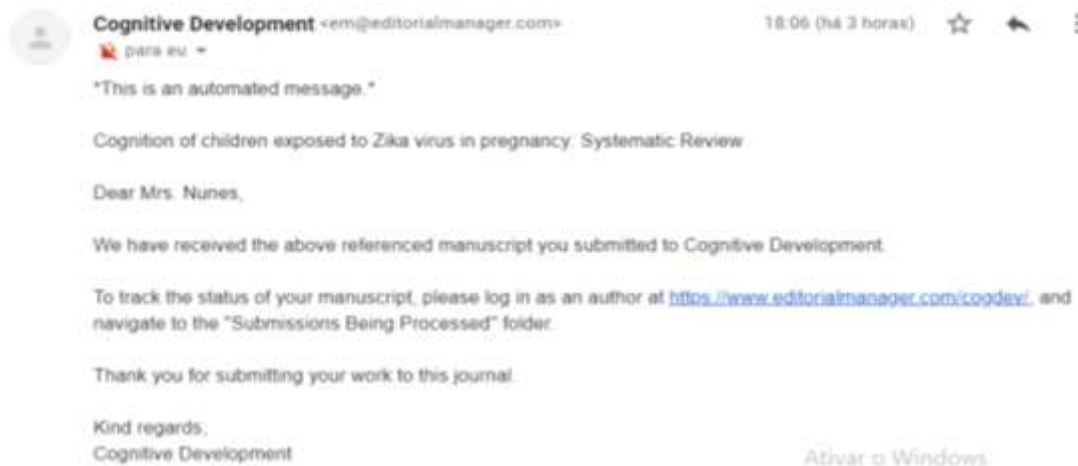 Cognitive Development <em@editorialmanager.com>
18:06 (há 3 horas)
para eu
*This is an automated message.*
Cognition of children exposed to Zika virus in pregnancy: Systematic Review
Dear Mrs. Nunes,
We have received the above referenced manuscript you submitted to Cognitive Development.
To track the status of your manuscript, please log in as an author at https://www.editorialmanager.com/cogdev/, and
navigate to the "Submissions Being Processed" folder.
Thank you for submitting your work to this journal.
Kind regards,
Cognitive Development
Ativar o Windows